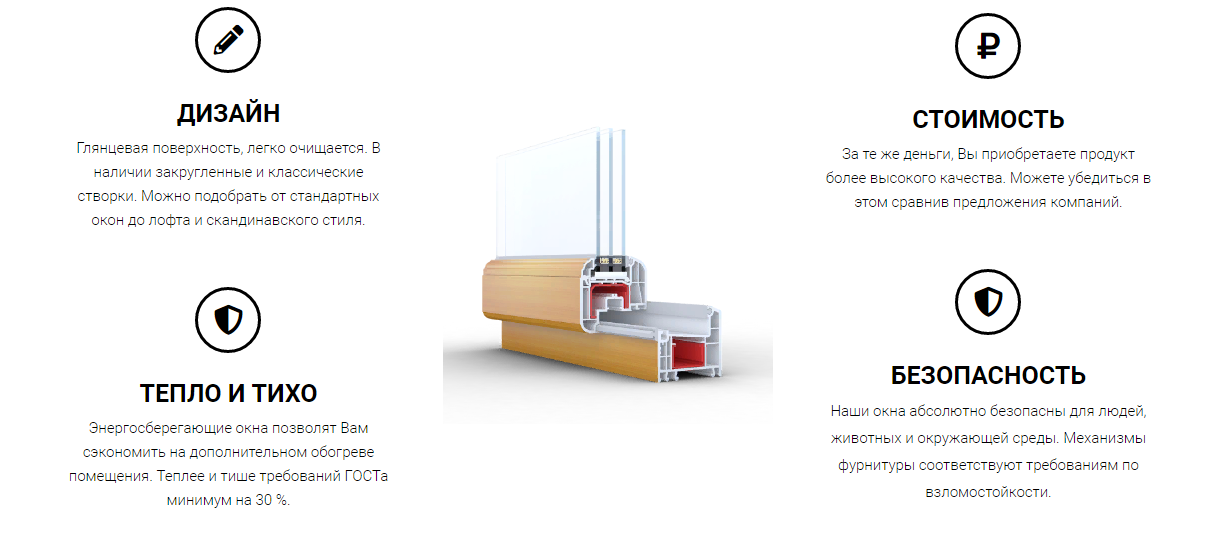 ДИЗАЙН
Глянцевая поверхность, легко очищается. В
наличии закругленные и классические
створки. Можно подобрать от стандартных
окон до лофта и скандинавского стиля.
ТЕПЛО И ТИХО
Энергосберегающие окна позволят Вам
сэкономить на дополнительном обогреве
помещения. Теплее и тише требований ГОСТа
минимум на 30 %.
СТОИМОСТЬ
За те же деньги, Вы приобретаете продукт
более высокого качества. Можете убедиться в
этом сравнив предложения компаний.
БЕЗОПАСНОСТЬ
Наши окна абсолютно безопасны для людей,
животных и окружающей среды. Механизмы
фурнитуры соответствуют требованиям по
взломостойкости.